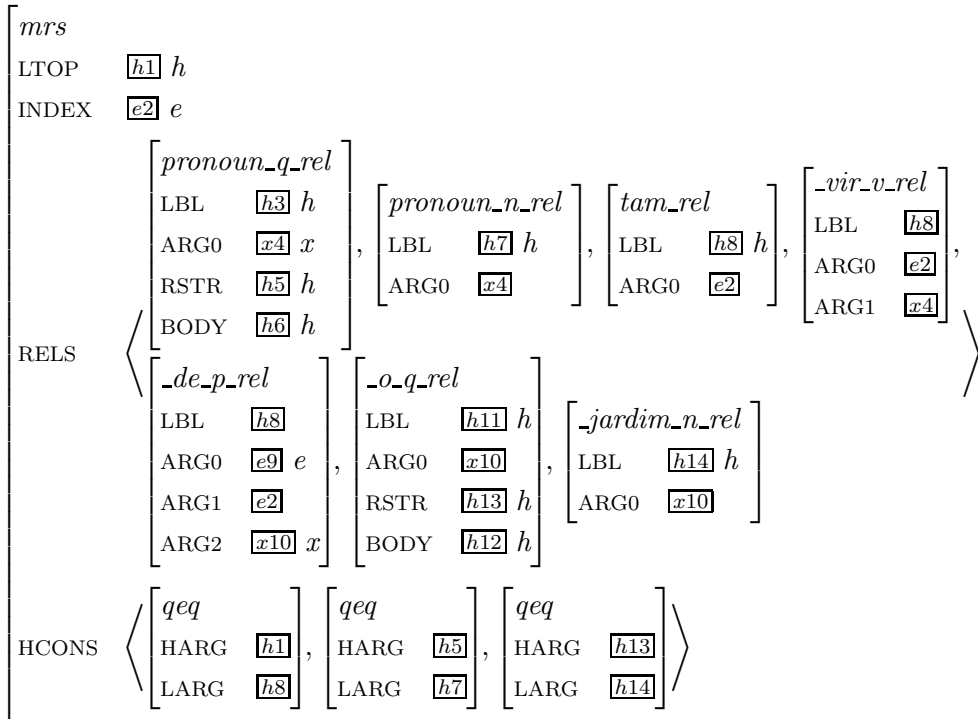 mrs
LTOP h1 h
INDEX e2 e
RELS
pronoun_q_rel
LBL h3 h
ARG0 x4 x
RSTR h5 h
BODY h6 h
,
pronoun_n_rel
LBL h7 h
ARG0 x4
,
tam_rel
LBL h8 h
ARG0 e2
,
_vir_v_rel
LBL h8
ARG0 e2
ARG1 x4
,
_de_p_rel
LBL h8
ARG0 e9 e
ARG1 e2
ARG2 x10 x
,
_o_q_rel
LBL h11 h
ARG0 x10
RSTR h13 h
BODY h12 h
,
_jardim_n_rel
LBL h14 h
ARG0 x10
HCONS
qeq
HARG h1
LARG h8
,
qeq
HARG h5
LARG h7
,
qeq
HARG h13
LARG h14